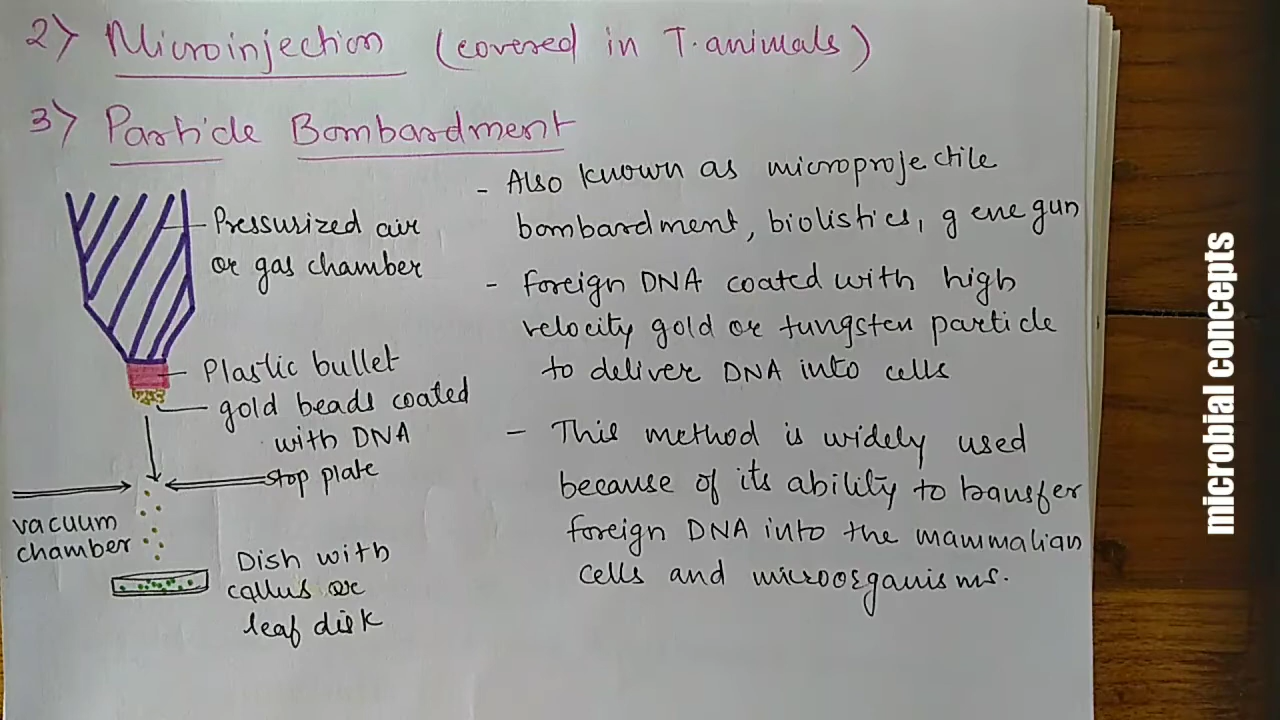 2) Microinjection (covered in T.animals)
3) Particle Bombardment
Pressurized air
or gas chamber
Plastic bullet
gold beads coated
with DNA
stop plate
vacuum
chamber
Dish with
callus or
leaf disk
- Also known as microprojectile
bombardment, biolistics, gene gun
- Foreign DNA coated with high
velocity gold or tungsten particle
to deliver DNA into cells
- This method is widely used
because of its ability to transfer
foreign DNA into the mammalian
cells and microorganisms.
microbial concepts